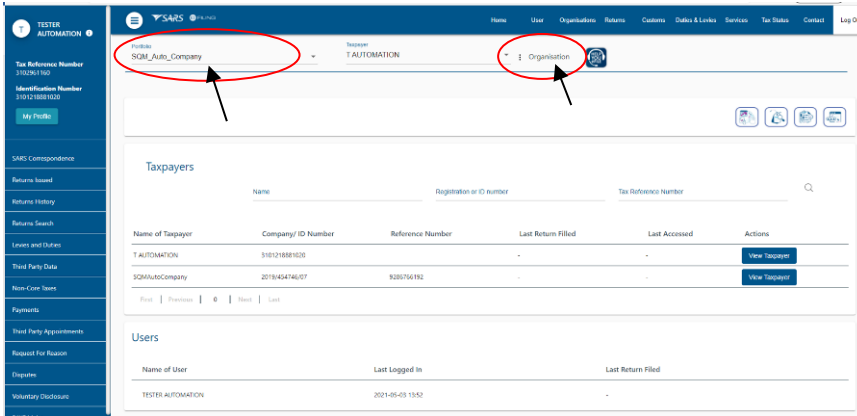 T
TESTER
AUTOMATION
Tax Reference Number
3102961160
Identification Number
3101218881020
My Profile
SARS Correspondence
Returns Issued
Returns History
Returns Search
Levies and Duties
Third Party Data
Non-Core Taxes
Payments
Third Party Appointments
Request For Reason
Disputes
Voluntary Disclosure
SARS eFILING
Home User Organisations Returns Customs Duties & Levies Services Tax Status Contact Log O
Portfolio
SQM_Auto_Company
Taxpayer
T AUTOMATION
Organisation
Taxpayers
Name Registration or ID number Tax Reference Number
Name of Taxpayer Company/ ID Number Reference Number Last Return Filled Last Accessed Actions
T AUTOMATION 3101218881020 - - View Taxpayer
SQMAutoCompany 2019/454746/07 9286766192 - - View Taxpayer
First | Previous | 0 | Next | Last
Users
Name of User Last Logged In Last Return Filed
TESTER AUTOMATION 2021-05-03 13:52 -